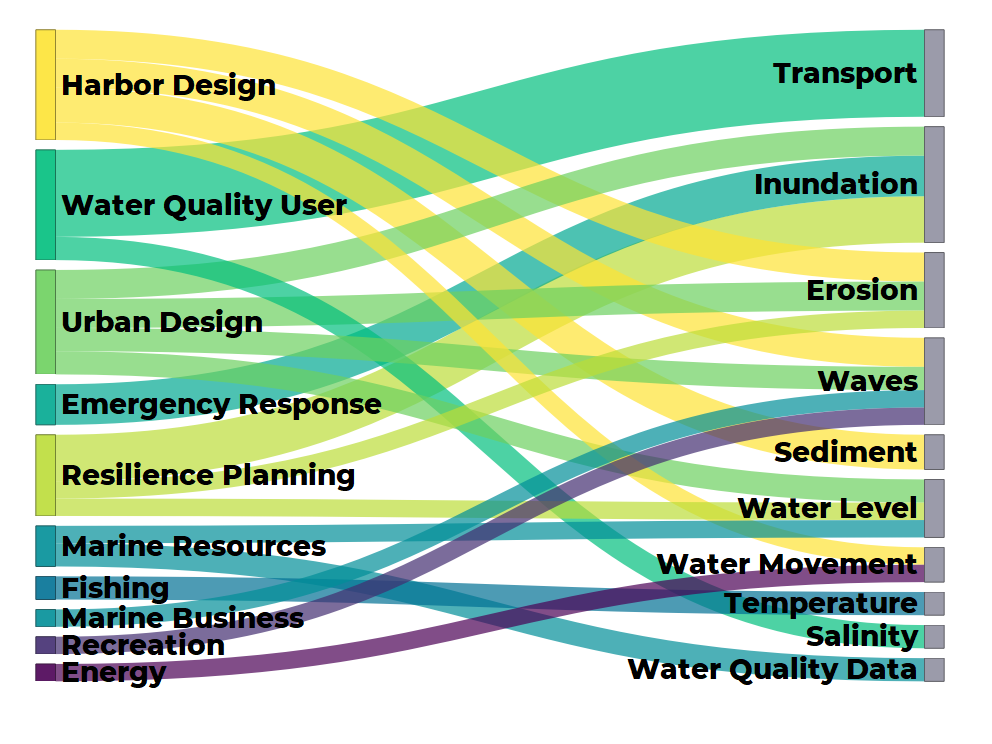 Harbor Design
Water Quality User
Urban Design
Emergency Response
Resilience Planning
Marine Resources
Fishing
Marine Business
Recreation
Energy
Transport
Inundation
Erosion
Waves
Sediment
Water Level
Water Movement
Temperature
Salinity
Water Quality Data